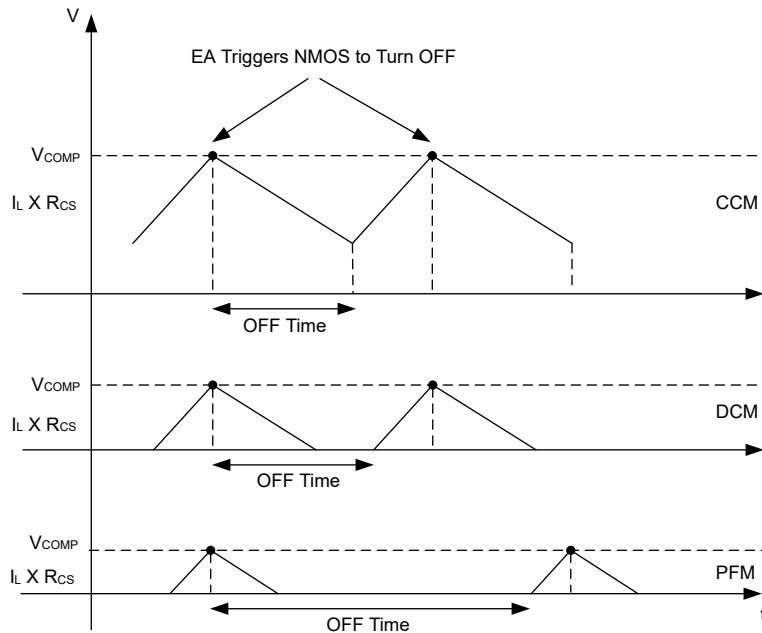 V
EA Triggers NMOS to Turn OFF
VCOMP
IL X RCS
CCM
OFF Time
VCOMP
DCM
IL X RCS
OFF Time
VCOMP
PFM
IL X RCS
OFF Time
t